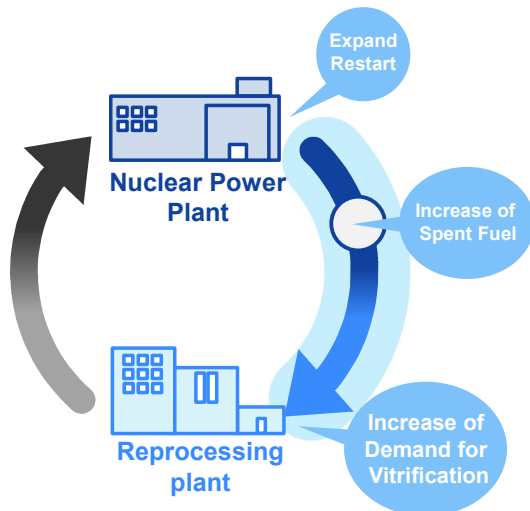 Expand
Restart
Nuclear Power
Plant
Increase of
Spent Fuel
Reprocessing
plant
Increase of
Demand for
Vitrification